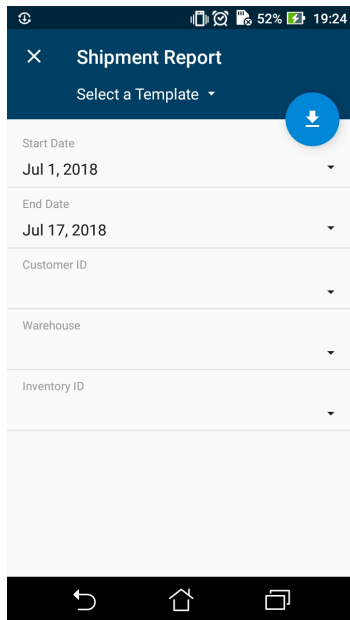 52% 19:24
Shipment Report
Select a Template
Start Date
Jul 1, 2018
End Date
Jul 17, 2018
Customer ID
Warehouse
Inventory ID